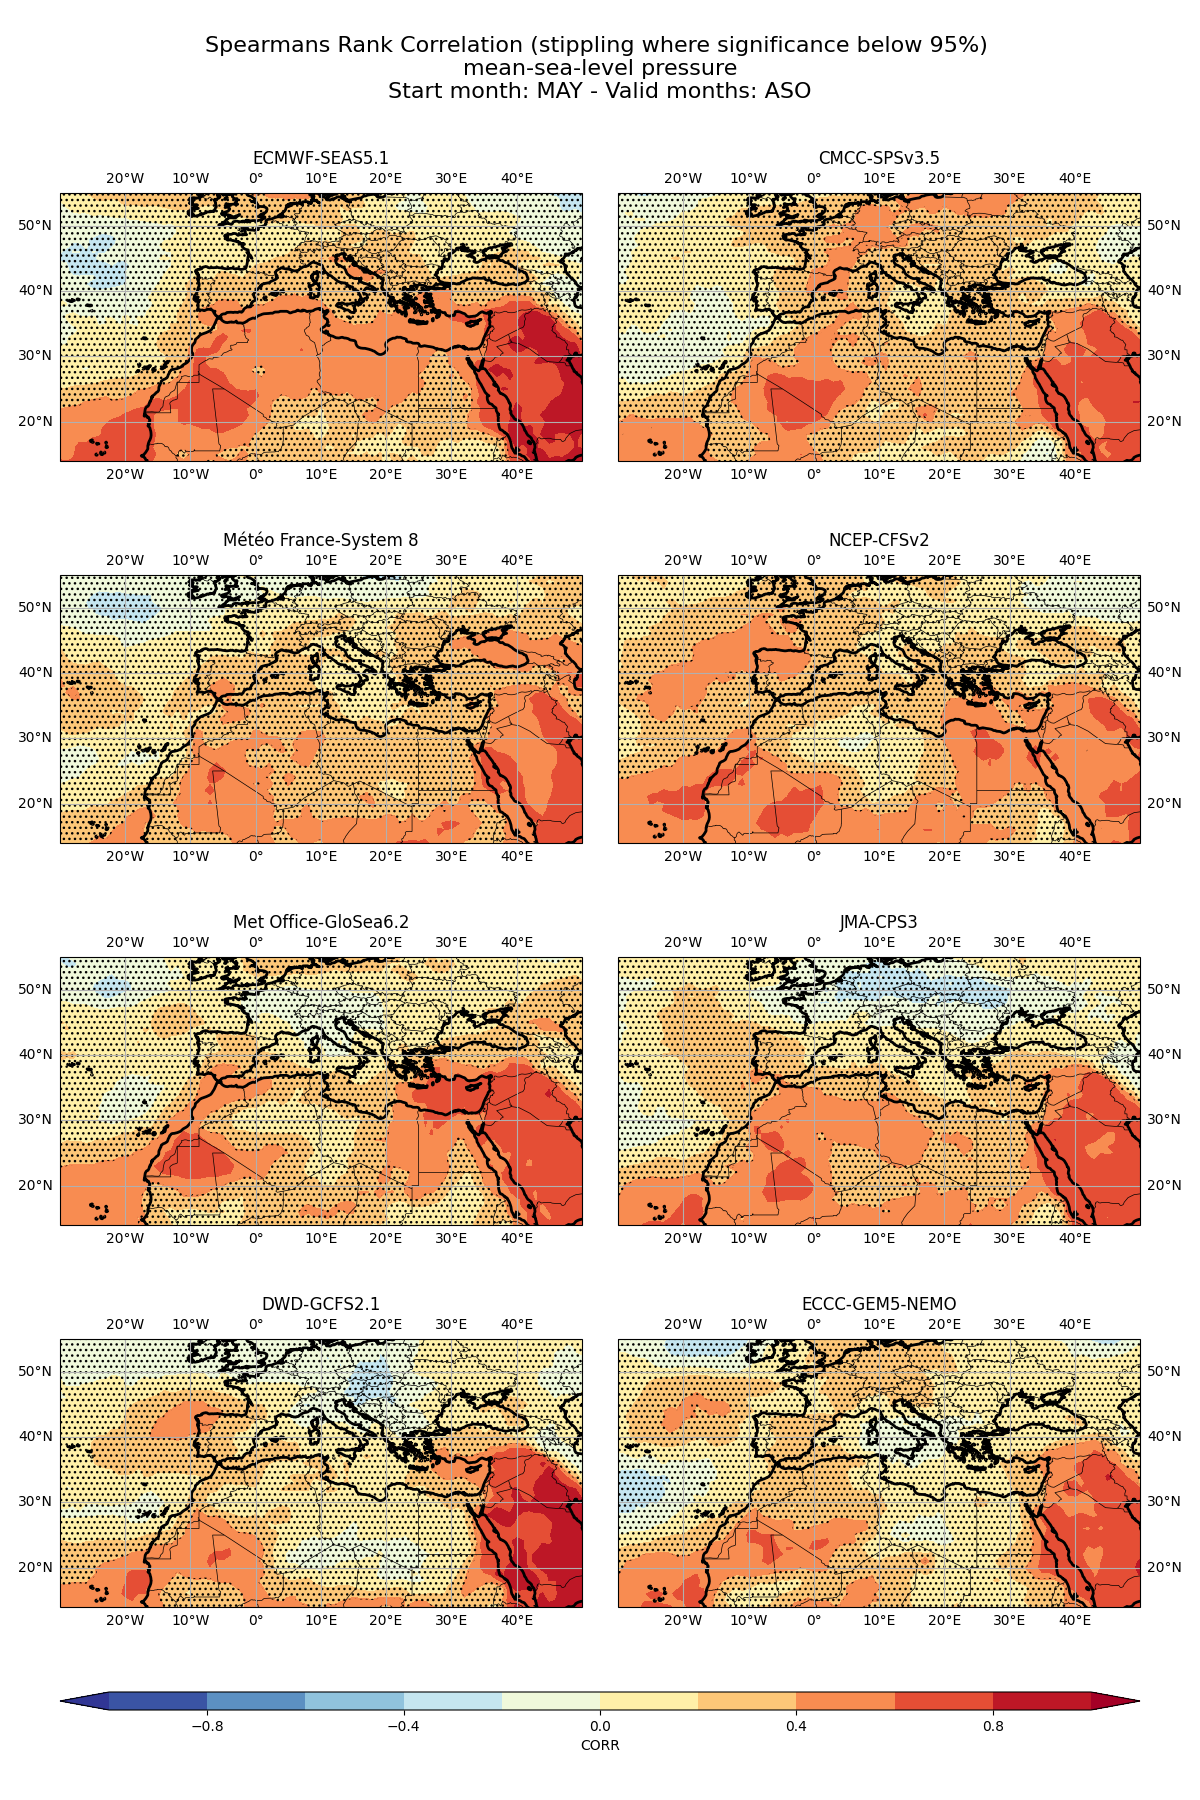 Spearmans Rank Correlation (stippling where significance below 95%)
mean-sea-level pressure
Start month: MAY - Valid months: ASO
ECMWF-SEAS5.1 CMCC-SPSv3.5
20°W 10°W 0° 10°E 20°E 30°E 40°E 20°W 10°W 0° 10°E 20°E 30°E 40°E
50°N 50°N
40°N 40°N
30°N 30°N
20°N 20°N
20°W 10°W 0° 10°E 20°E 30°E 40°E 20°W 10°W 0° 10°E 20°E 30°E 40°E
Météo France-System 8 NCEP-CFSv2
20°W 10°W 0° 10°E 20°E 30°E 40°E 20°W 10°W 0° 10°E 20°E 30°E 40°E
50°N 50°N
40°N 40°N
30°N 30°N
20°N 20°N
20°W 10°W 0° 10°E 20°E 30°E 40°E 20°W 10°W 0° 10°E 20°E 30°E 40°E
Met Office-GloSea6.2 JMA-CPS3
20°W 10°W 0° 10°E 20°E 30°E 40°E 20°W 10°W 0° 10°E 20°E 30°E 40°E
50°N 50°N
40°N 40°N
30°N 30°N
20°N 20°N
20°W 10°W 0° 10°E 20°E 30°E 40°E 20°W 10°W 0° 10°E 20°E 30°E 40°E
DWD-GCFS2.1 ECCC-GEM5-NEMO
20°W 10°W 0° 10°E 20°E 30°E 40°E 20°W 10°W 0° 10°E 20°E 30°E 40°E
50°N 50°N
40°N 40°N
30°N 30°N
20°N 20°N
20°W 10°W 0° 10°E 20°E 30°E 40°E 20°W 10°W 0° 10°E 20°E 30°E 40°E
−0.8 −0.4 0.0 0.4 0.8
CORR